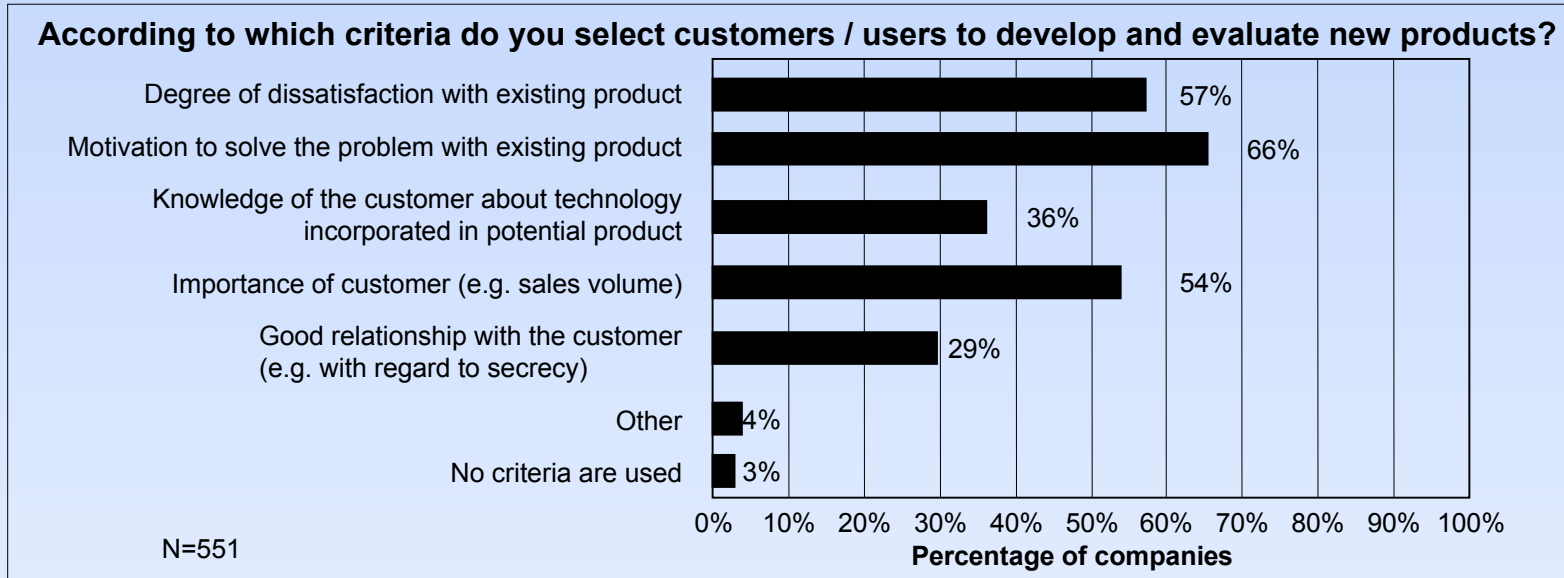 According to which criteria do you select customers / users to develop and evaluate new products?
Degree of dissatisfaction with existing product
57%
Motivation to solve the problem with existing product
66%
Knowledge of the customer about technology
incorporated in potential product
36%
Importance of customer (e.g. sales volume)
54%
Good relationship with the customer
(e.g. with regard to secrecy)
29%
Other
4%
No criteria are used
3%
0% 10% 20% 30% 40% 50% 60% 70% 80% 90% 100%
N=551
Percentage of companies